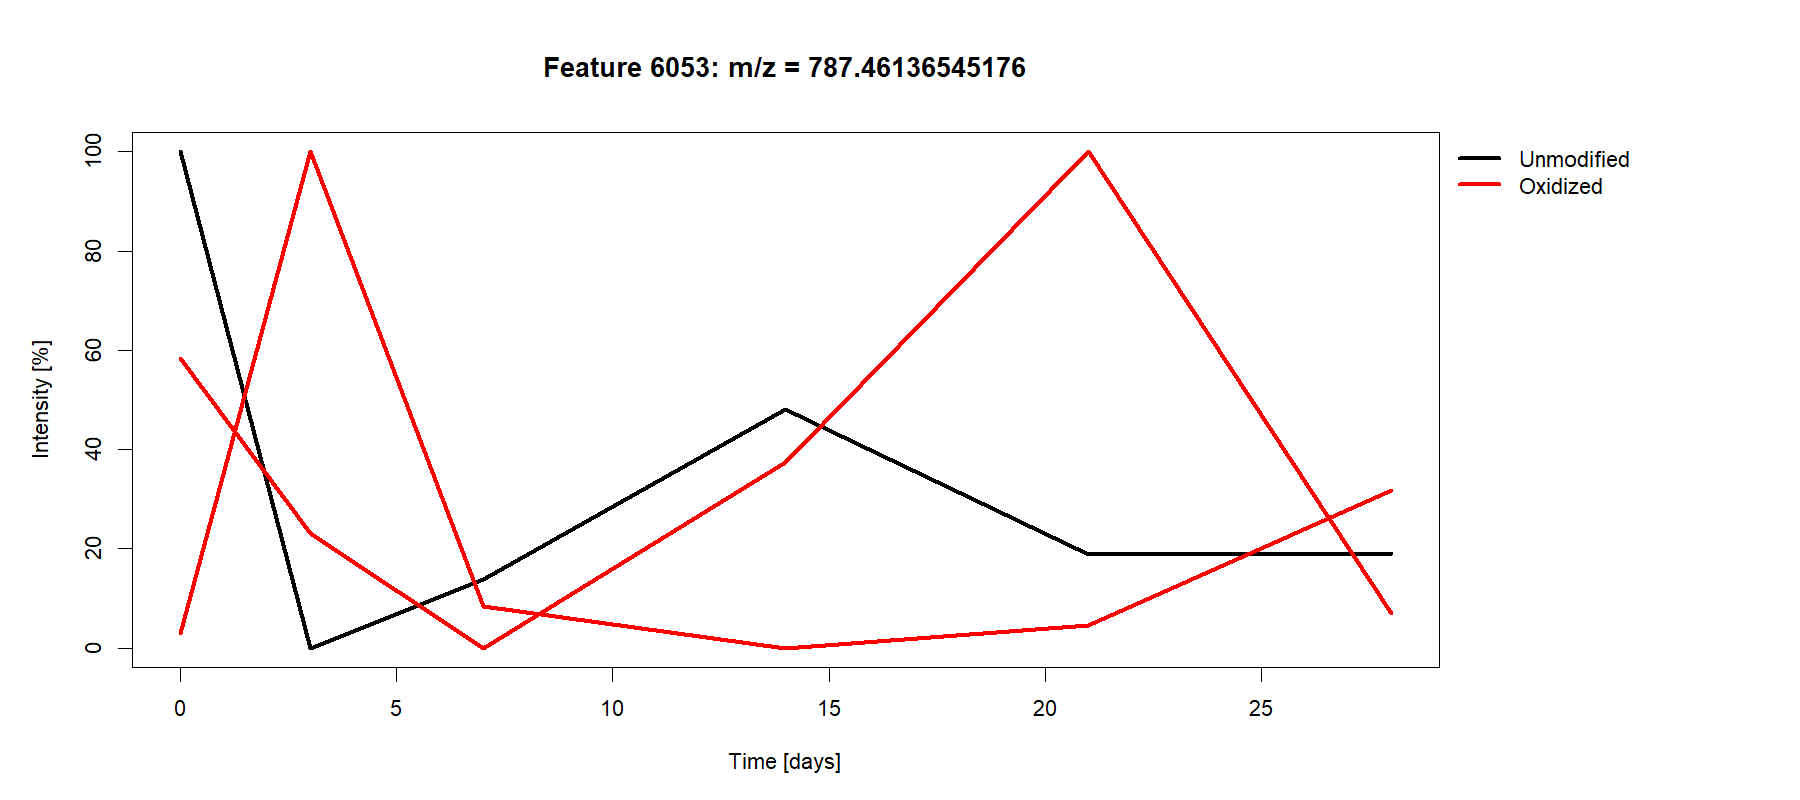 Feature 6053: m/z = 787.46136545176
Unmodified
Oxidized
Intensity [%]
100
80
60
40
20
0
0 5 10 15 20 25
Time [days]